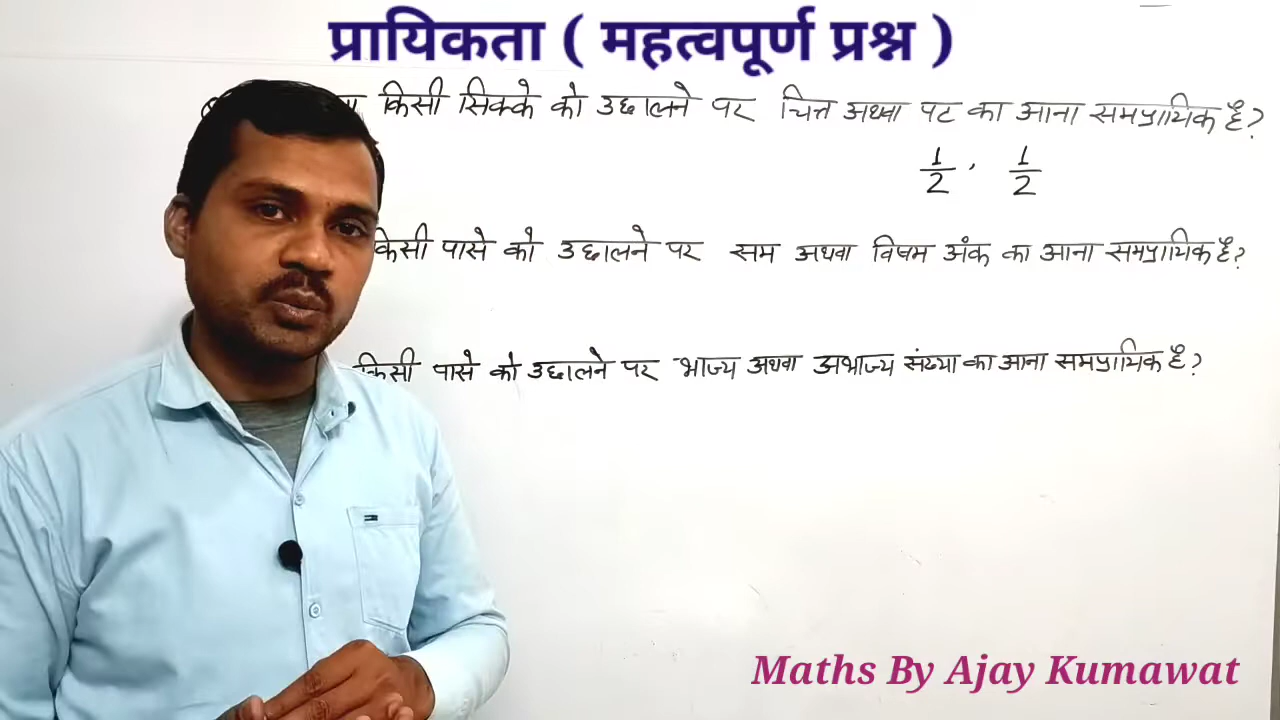 प्रायिकता ( महत्वपूर्ण प्रश्न )
किसी सिक्के को उछालने पर चित्त अथवा पट का आना समप्रायिक है?
1/2 , 1/2
किसी पासे को उछालने पर सम अथवा विषम अंक का आना समप्रायिक है?
किसी पासे को उछालने पर भाज्य अथवा अभाज्य संख्या का आना समप्रायिक है?
Maths By Ajay Kumawat